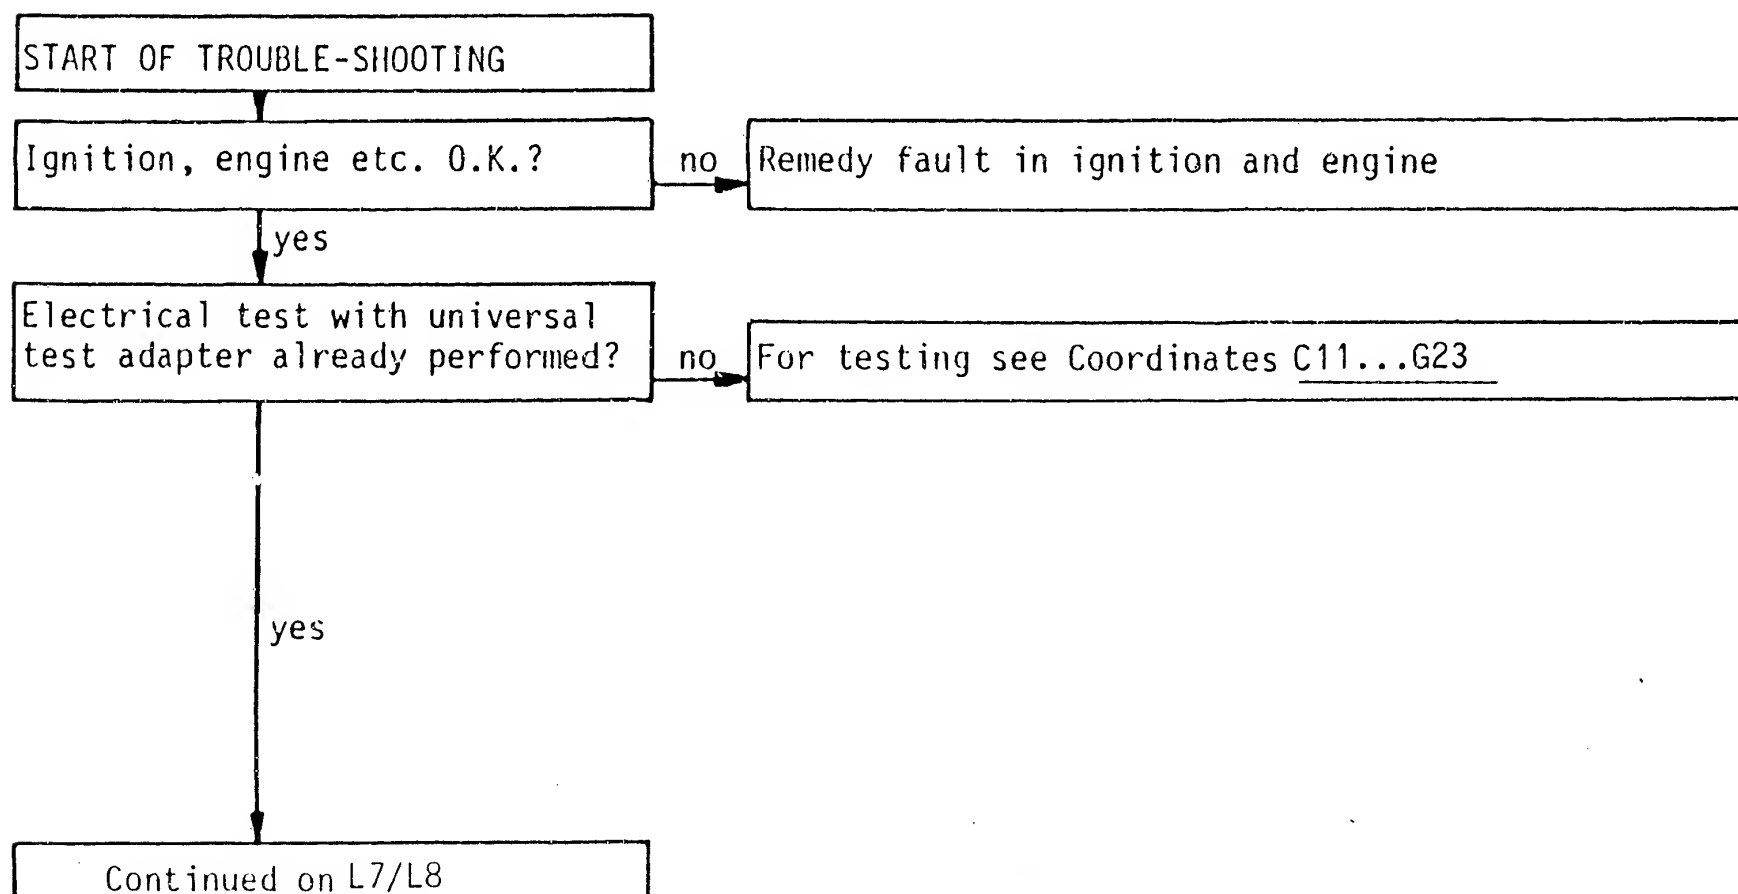 START OF TROUBLE-SHOOTING
Ignition, engine etc. O.K.?
no
Remedy fault in ignition and engine
yes
Electrical test with universal
test adapter already performed?
no
For testing see Coordinates C11...G23
yes
Continued on L7/L8